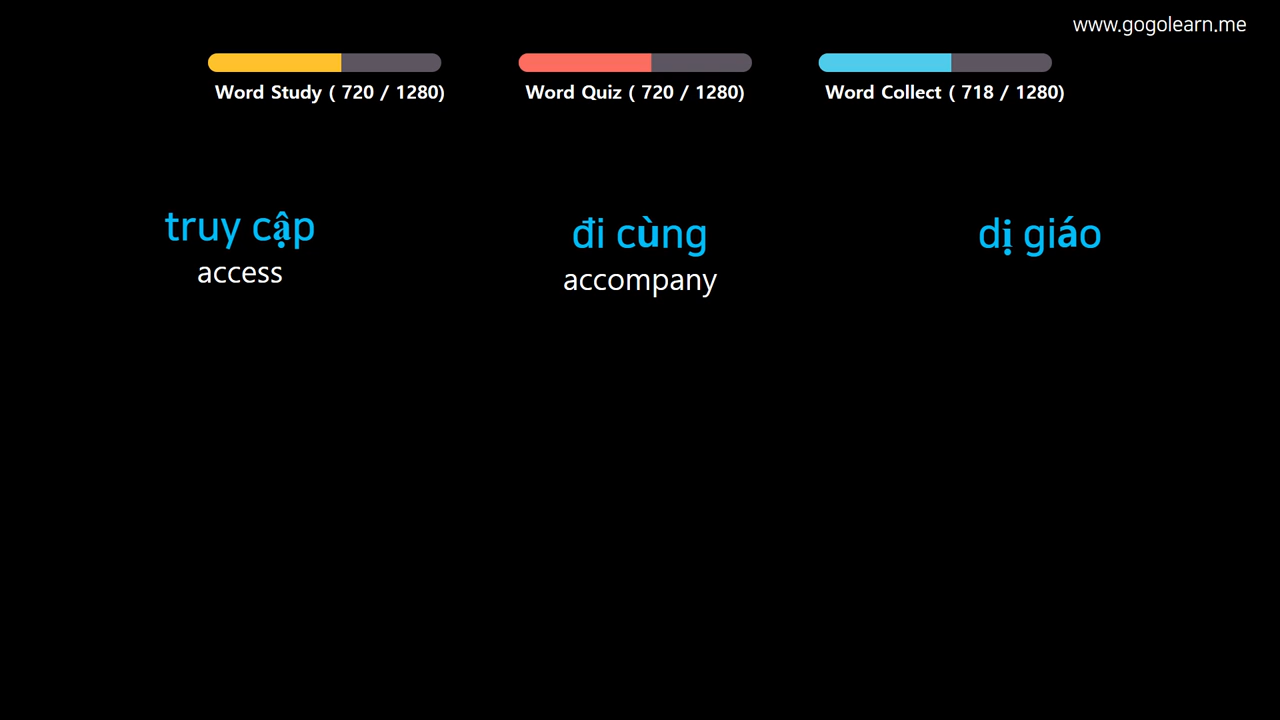 www.gogolearn.me
Word Study ( 720 / 1280)
Word Quiz ( 720 / 1280)
Word Collect ( 718 / 1280)
truy cập
access
đi cùng
accompany
dị giáo